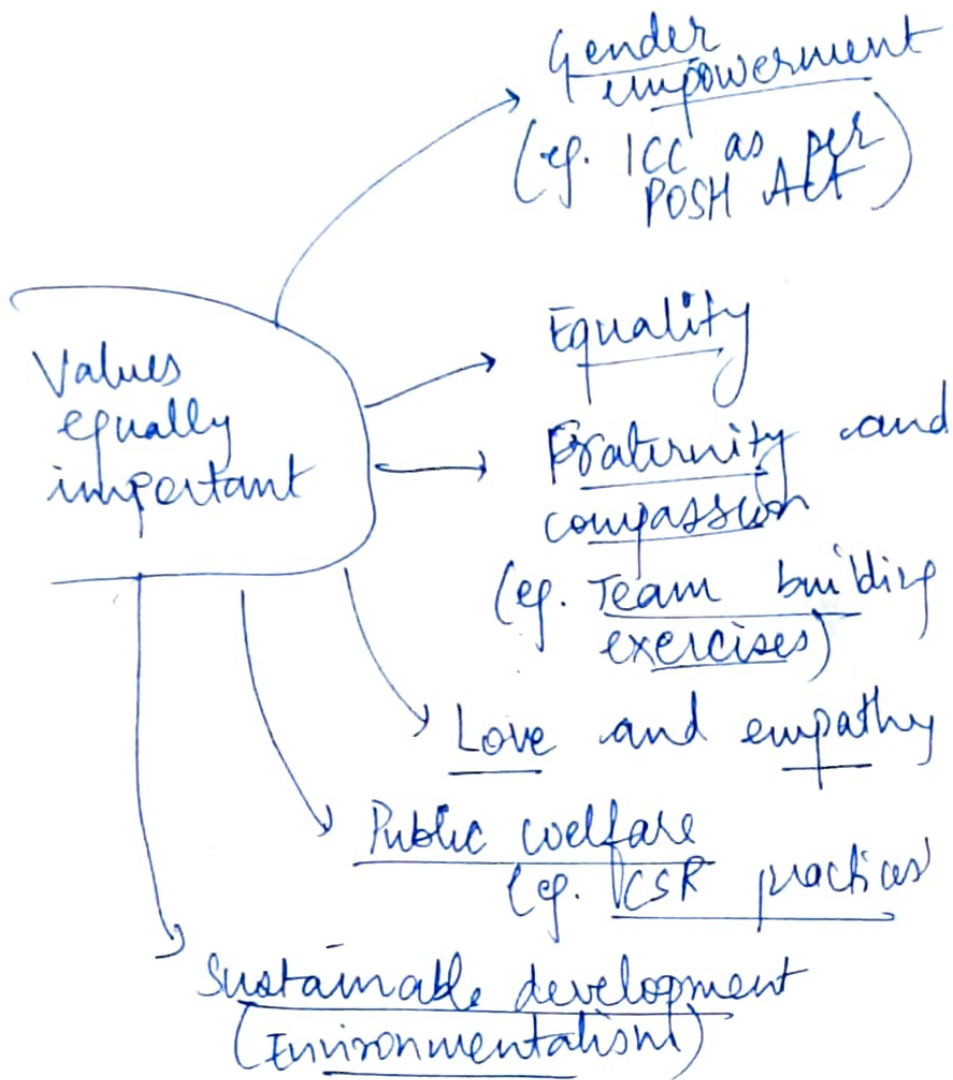 Gender
empowerment
(eg. ICC as per
POSH Act)
Values
equally
important
Equality
Fraternity and
compassion
(eg. Team building
exercises)
Love and empathy
Public welfare
(eg. CSR practices
Sustainable development
(Environmentalism)